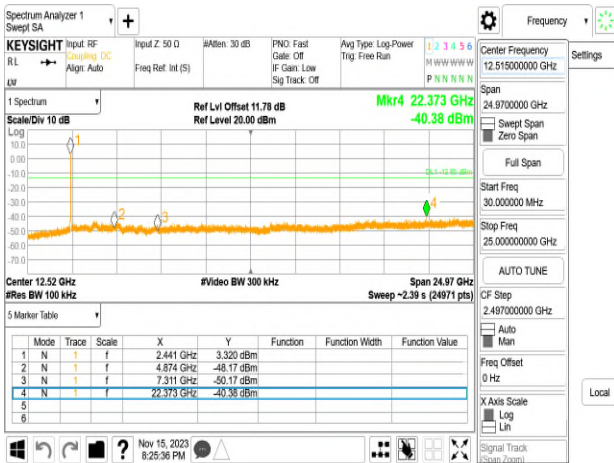 Spectrum Analyzer 1
Swept SA
Frequency
KEYSIGHT
Input: RF
Coupling: DC
Align: Auto
Input Z: 50 Ω
Freq Ref: Int (S)
#Atten: 30 dB
PNO: Fast
Gate: Off
IF Gain: Low
Sig Track: Off
Avg Type: Log-Power
Trig: Free Run
1 2 3 4 5 6
M W W W W W
P N N N N N
RL
LXI
1 Spectrum
Scale/Div 10 dB
Ref Lvl Offset 11.78 dB
Ref Level 20.00 dBm
Mkr4 22.373 GHz
-40.38 dBm
Log
10.0
0.00
-10.0
-20.0
-30.0
-40.0
-50.0
-60.0
-70.0
1
2
3
4
Center 12.52 GHz
#Res BW 100 kHz
#Video BW 300 kHz
Span 24.97 GHz
Sweep ~2.39 s (24971 pts)
5 Marker Table
Mode Trace Scale X Y Function Function Width Function Value
1 N 1 f 2.441 GHz 3.320 dBm
2 N 1 f 4.874 GHz -48.17 dBm
3 N 1 f 7.311 GHz -50.17 dBm
4 N 1 f 22.373 GHz -40.38 dBm
5
6
Nov 15, 2023
8:25:36 PM
Center Frequency
12.515000000 GHz
Settings
Span
24.9700000 GHz
Swept Span
Zero Span
Full Span
Start Freq
30.000000 MHz
Stop Freq
25.000000000 GHz
AUTO TUNE
CF Step
2.497000000 GHz
Auto
Man
Freq Offset
0 Hz
Local
X Axis Scale
Log
Lin
Signal Track
(Span Zoom)